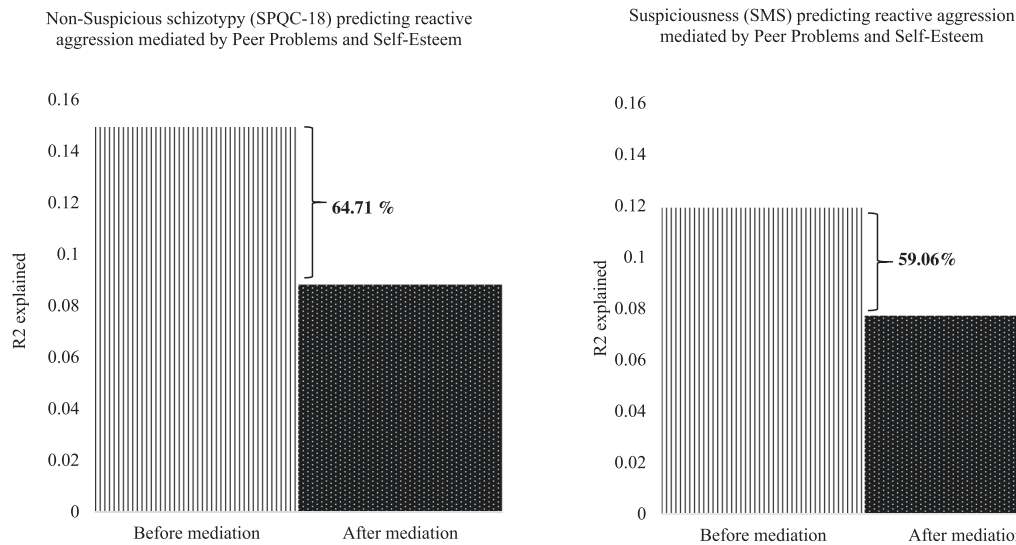 Non-Suspicious schizotypy (SPQC-18) predicting reactive
aggression mediated by Peer Problems and Self-Esteem
0.16
0.14
0.12
0.1
0.08
0.06
0.04
0.02
0
R2 explained
64.71 %
Before mediation
After mediation
Suspiciousness (SMS) predicting reactive aggression
mediated by Peer Problems and Self-Esteem
0.16
0.14
0.12
0.1
0.08
0.06
0.04
0.02
0
R2 explained
59.06%
Before mediation
After mediation